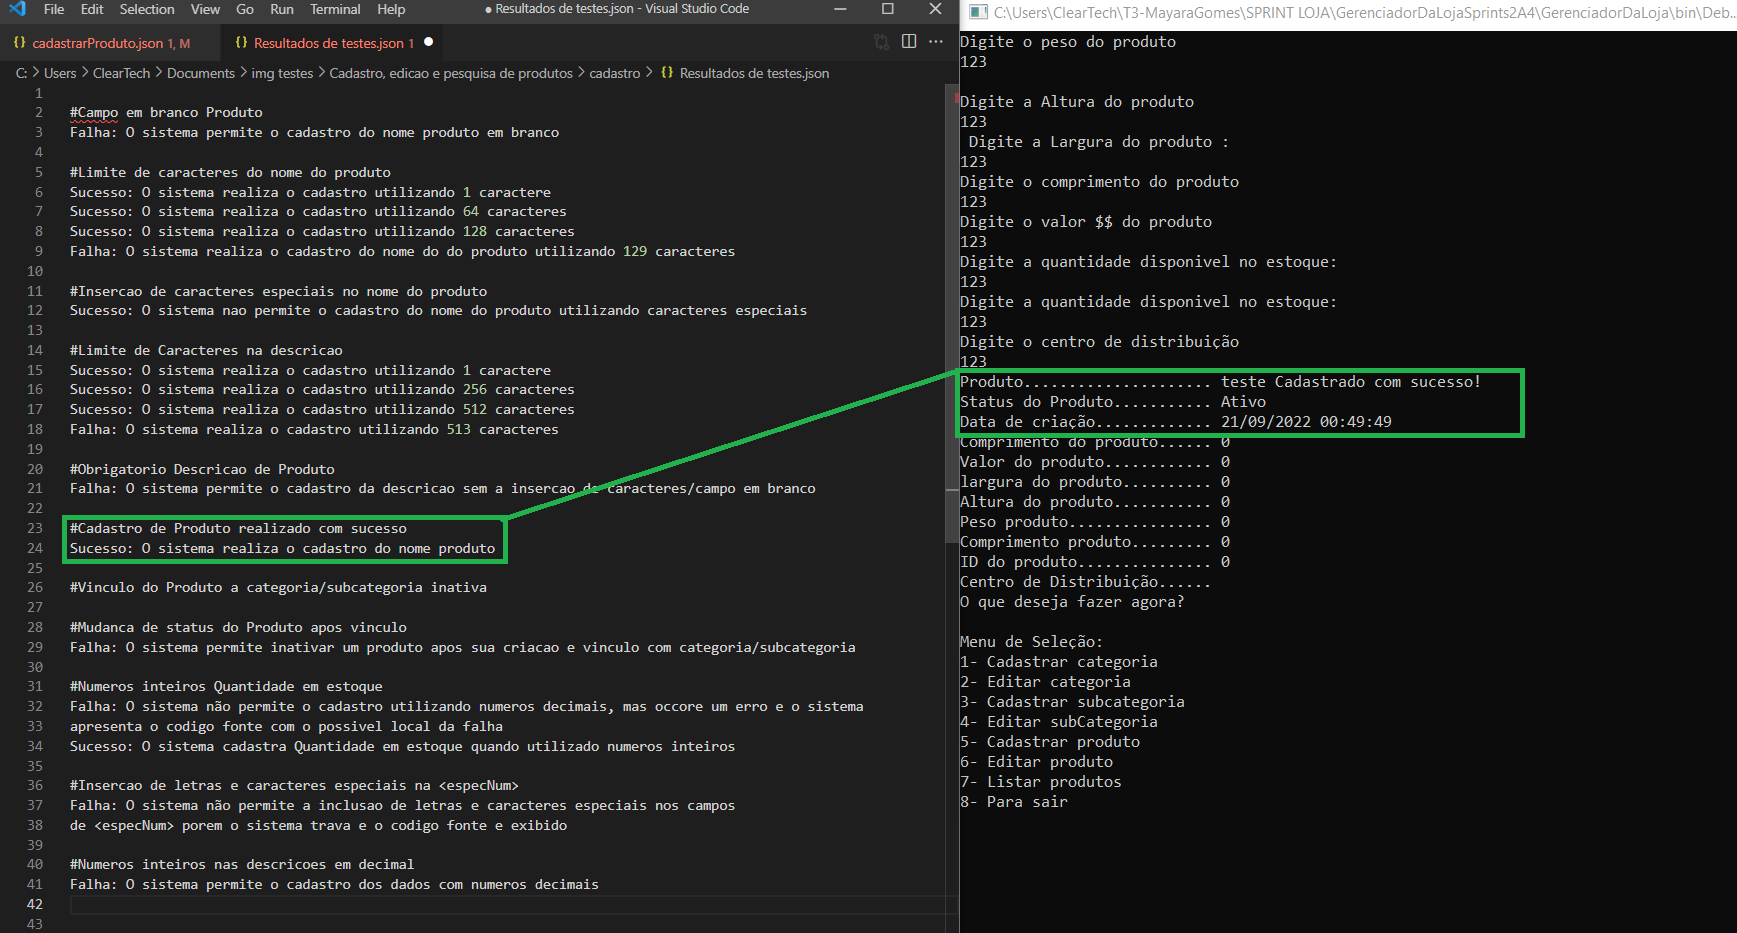 File Edit Selection View Go Run Terminal Help ● Resultados de testes.json - Visual Studio Code
cadastrarProduto.json 1, M Resultados de testes.json 1
C: > Users > ClearTech > Documents > img testes > Cadastro, edicao e pesquisa de produtos > cadastro > Resultados de testes.json
1
2 #Campo em branco Produto
3 Falha: O sistema permite o cadastro do nome produto em branco
4
5 #Limite de caracteres do nome do produto
6 Sucesso: O sistema realiza o cadastro utilizando 1 caractere
7 Sucesso: O sistema realiza o cadastro utilizando 64 caracteres
8 Sucesso: O sistema realiza o cadastro utilizando 128 caracteres
9 Falha: O sistema realiza o cadastro do nome do do produto utilizando 129 caracteres
10
11 #Insercao de caracteres especiais no nome do produto
12 Sucesso: O sistema nao permite o cadastro do nome do produto utilizando caracteres especiais
13
14 #Limite de Caracteres na descricao
15 Sucesso: O sistema realiza o cadastro utilizando 1 caractere
16 Sucesso: O sistema realiza o cadastro utilizando 256 caracteres
17 Sucesso: O sistema realiza o cadastro utilizando 512 caracteres
18 Falha: O sistema realiza o cadastro utilizando 513 caracteres
19
20 #Obrigatorio Descricao de Produto
21 Falha: O sistema permite o cadastro da descricao sem a insercao de caracteres/campo em branco
22
23 #Cadastro de Produto realizado com sucesso
24 Sucesso: O sistema realiza o cadastro do nome produto
25
26 #Vinculo do Produto a categoria/subcategoria inativa
27
28 #Mudanca de status do Produto apos vinculo
29 Falha: O sistema permite inativar um produto apos sua criacao e vinculo com categoria/subcategoria
30
31 #Numeros inteiros Quantidade em estoque
32 Falha: O sistema não permite o cadastro utilizando numeros decimais, mas occore um erro e o sistema
33 apresenta o codigo fonte com o possivel local da falha
34 Sucesso: O sistema cadastra Quantidade em estoque quando utilizado numeros inteiros
35
36 #Insercao de letras e caracteres especiais na <especNum>
37 Falha: O sistema não permite a inclusao de letras e caracteres especiais nos campos
38 de <especNum> porem o sistema trava e o codigo fonte e exibido
39
40 #Numeros inteiros nas descricoes em decimal
41 Falha: O sistema permite o cadastro dos dados com numeros decimais
42
43
C:\Users\ClearTech\T3-MayaraGomes\SPRINT LOJA\GerenciadorDaLojaSprints2A4\GerenciadorDaLoja\bin\Deb...
Digite o peso do produto
123
Digite a Altura do produto
123
Digite a Largura do produto :
123
Digite o comprimento do produto
123
Digite o valor $$ do produto
123
Digite a quantidade disponivel no estoque:
123
Digite a quantidade disponivel no estoque:
123
Digite o centro de distribuição
123
Produto..................... teste Cadastrado com sucesso!
Status do Produto........... Ativo
Data de criação............. 21/09/2022 00:49:49
Comprimento do produto...... 0
Valor do produto............ 0
largura do produto.......... 0
Altura do produto........... 0
Peso produto................ 0
Comprimento produto......... 0
ID do produto............... 0
Centro de Distribuição......
O que deseja fazer agora?
Menu de Seleção:
1- Cadastrar categoria
2- Editar categoria
3- Cadastrar subcategoria
4- Editar subCategoria
5- Cadastrar produto
6- Editar produto
7- Listar produtos
8- Para sair